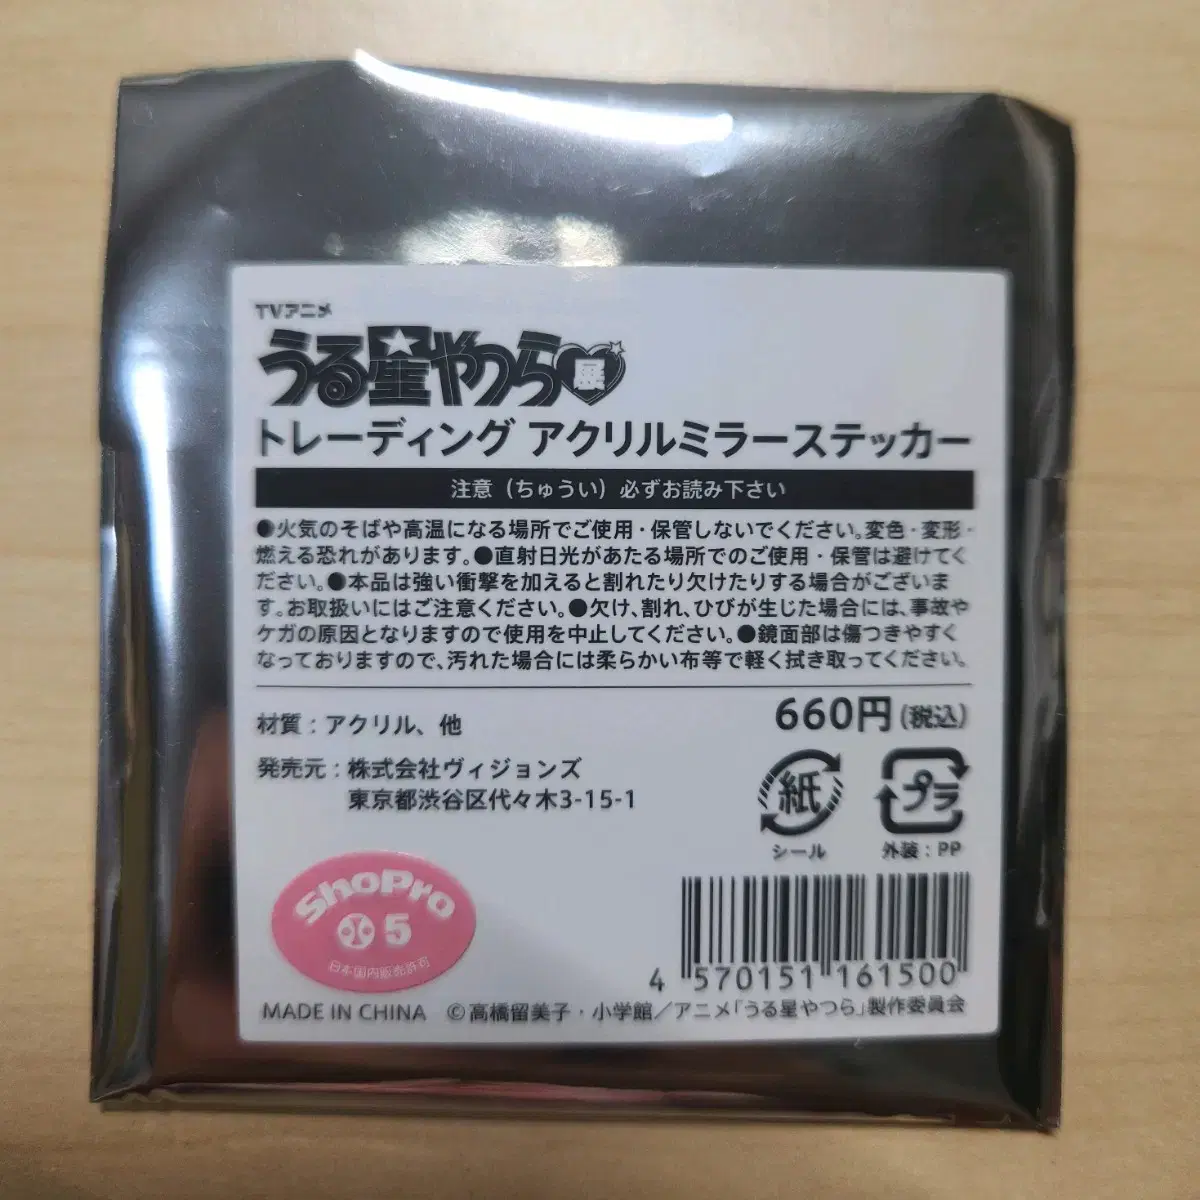 TVアニメ
うる星やつら展
トレーディング アクリルミラーステッカー
注意（ちゅうい）必ずお読み下さい
●火気のそばや高温になる場所でご使用・保管しないでください。変色・変形・
燃える恐れがあります。●直射日光があたる場所でのご使用・保管は避けてく
ださい。●本品は強い衝撃を加えると割れたり欠けたりする場合がございま
す。お取扱いにはご注意ください。●欠け、割れ、ひびが生じた場合には、事故や
ケガの原因となりますので使用を中止してください。●鏡面部は傷つきやすく
なっておりますので、汚れた場合には柔らかい布等で軽く拭き取ってください。
材質：アクリル、他
660円（税込）
発売元：株式会社ヴィジョンズ
東京都渋谷区代々木3-15-1
紙
シール
プラ
外装：PP
ShoPro
5
日本国内販売許可
4 570151 161500
MADE IN CHINA ©高橋留美子・小学館／アニメ「うる星やつら」製作委員会